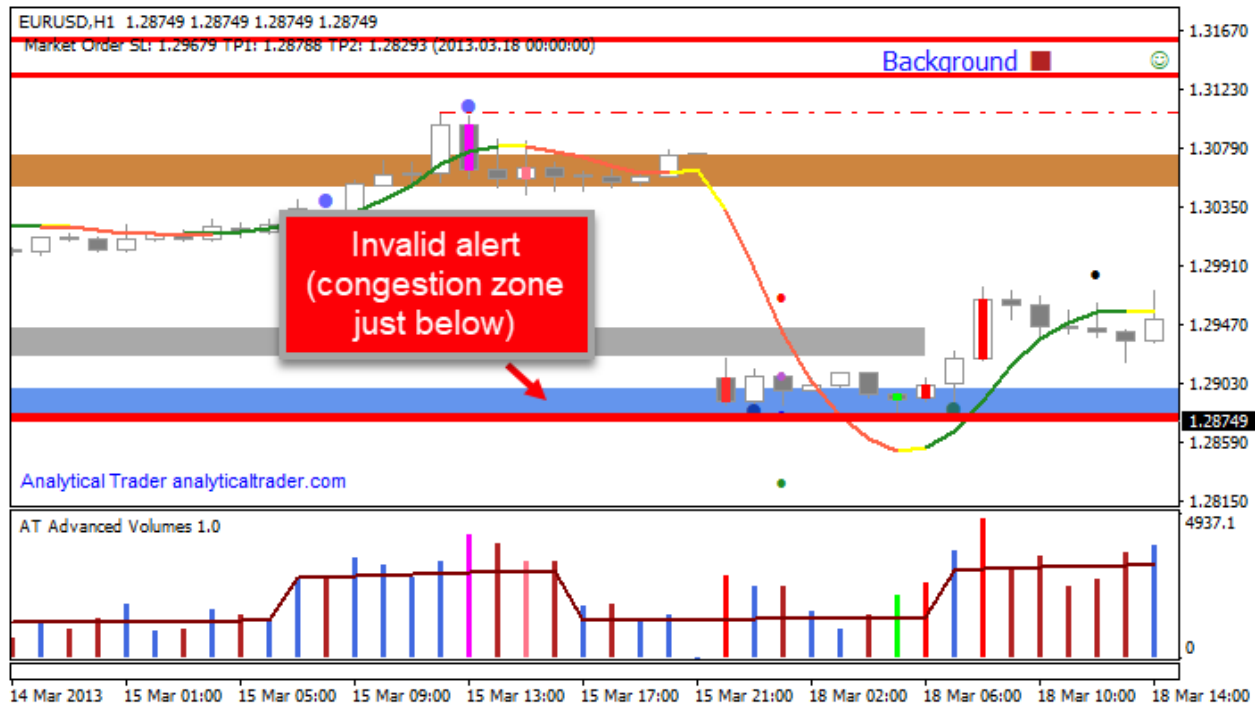 EURUSD,H1 1.28749 1.28749 1.28749 1.28749
Market Order SL: 1.29679 TP1: 1.28788 TP2: 1.28293 (2013.03.18 00:00:00)
Background
Invalid alert
(congestion zone
just below)
1.31670
1.31230
1.30790
1.30350
1.29910
1.29470
1.29030
1.28749
1.28590
1.28150
Analytical Trader analyticaltrader.com
AT Advanced Volumes 1.0
4937.1
0
14 Mar 2013 15 Mar 01:00 15 Mar 05:00 15 Mar 09:00 15 Mar 13:00 15 Mar 17:00 15 Mar 21:00 18 Mar 02:00 18 Mar 06:00 18 Mar 10:00 18 Mar 14:00